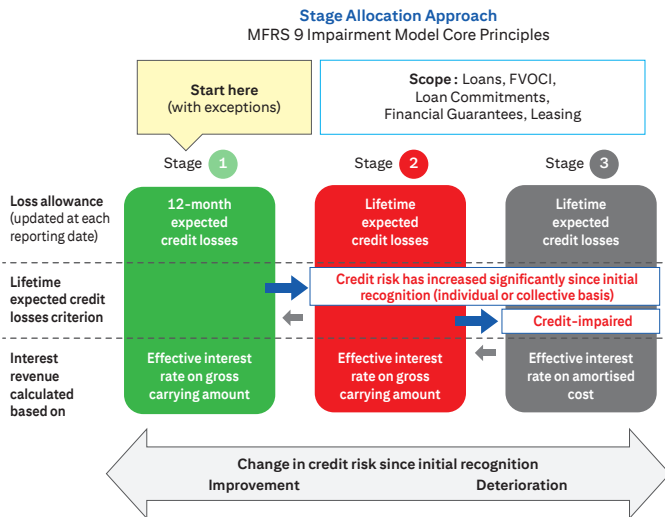 Stage Allocation Approach
MFRS 9 Impairment Model Core Principles
Start here
(with exceptions)
Scope : Loans, FVOCI,
Loan Commitments,
Financial Guarantees, Leasing
Stage 1
Stage 2
Stage 3
Loss allowance
(updated at each
reporting date)
12-month
expected
credit losses
Lifetime
expected
credit losses
Lifetime
expected
credit losses
Lifetime
expected credit
losses criterion
Credit risk has increased significantly since initial
recognition (individual or collective basis)
Credit-impaired
Interest
revenue
calculated
based on
Effective interest
rate on gross
carrying amount
Effective interest
rate on gross
carrying amount
Effective interest
rate on amortised
cost
Change in credit risk since initial recognition
Improvement
Deterioration